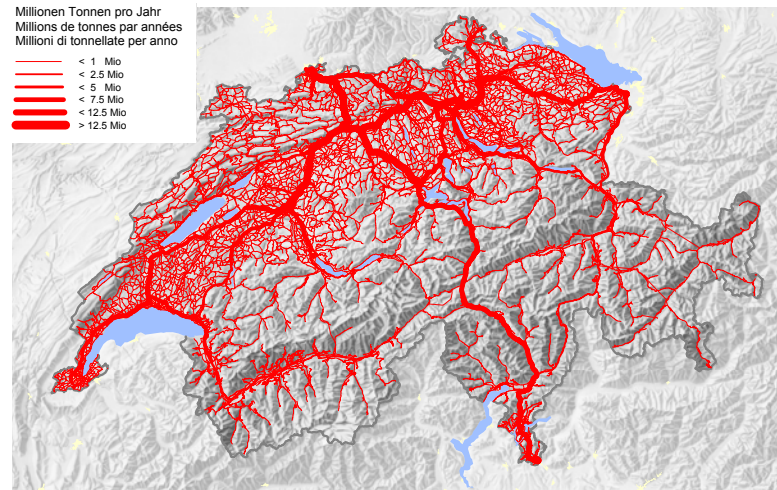 Millionen Tonnen pro Jahr
Millions de tonnes par années
Millioni di tonnellate per anno
< 1 Mio
< 2.5 Mio
< 5 Mio
< 7.5 Mio
< 12.5 Mio
> 12.5 Mio